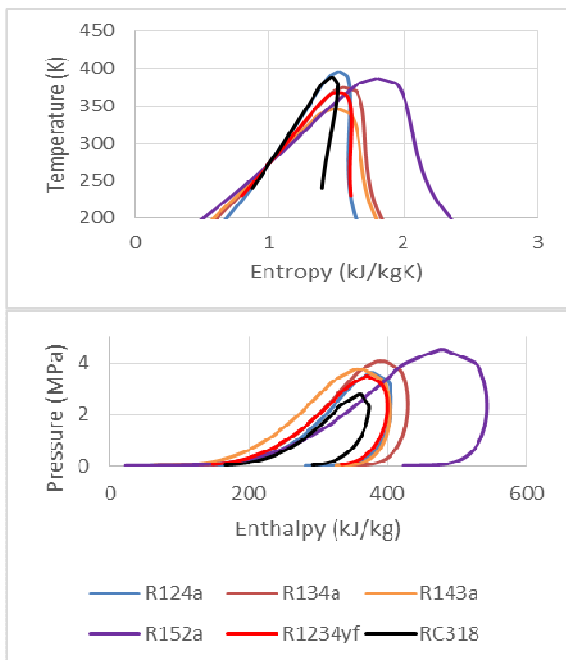 450
400
350
300
250
200
Temperature (K)
0 1 2 3
Entropy (kJ/kgK)
4
2
0
Pressure (MPa)
0 200 400 600
Enthalpy (kJ/kg)
R124a R134a R143a
R152a R1234yf RC318